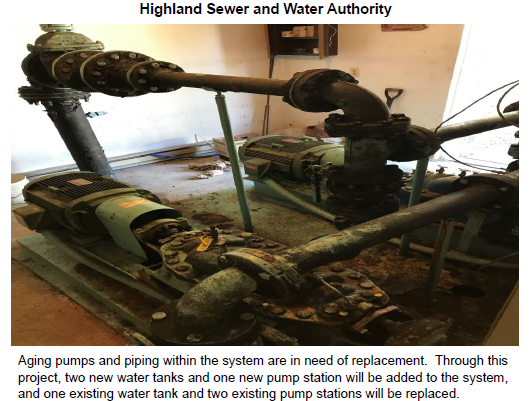 Highland Sewer and Water Authority
Aging pumps and piping within the system are in need of replacement.  Through this
project, two new water tanks and one new pump station will be added to the system,
and one existing water tank and two existing pump stations will be replaced.